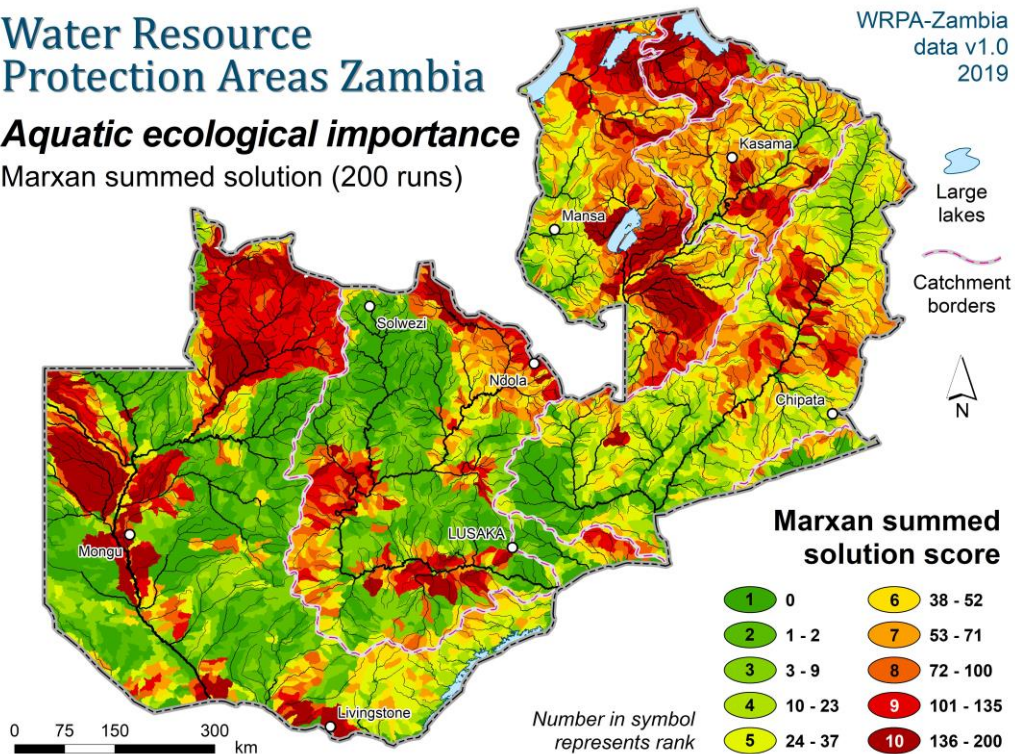 Water Resource
Protection Areas Zambia
Aquatic ecological importance
Marxan summed solution (200 runs)
WRPA-Zambia
data v1.0
2019
Large
lakes
Catchment
borders
N
Kasama
Mansa
Solwezi
Ndola
Chipata
LUSAKA
Mongu
Livingstone
Marxan summed
solution score
1 0
2 1 - 2
3 3 - 9
4 10 - 23
5 24 - 37
6 38 - 52
7 53 - 71
8 72 - 100
9 101 - 135
10 136 - 200
Number in symbol
represents rank
0 75 150 300
km